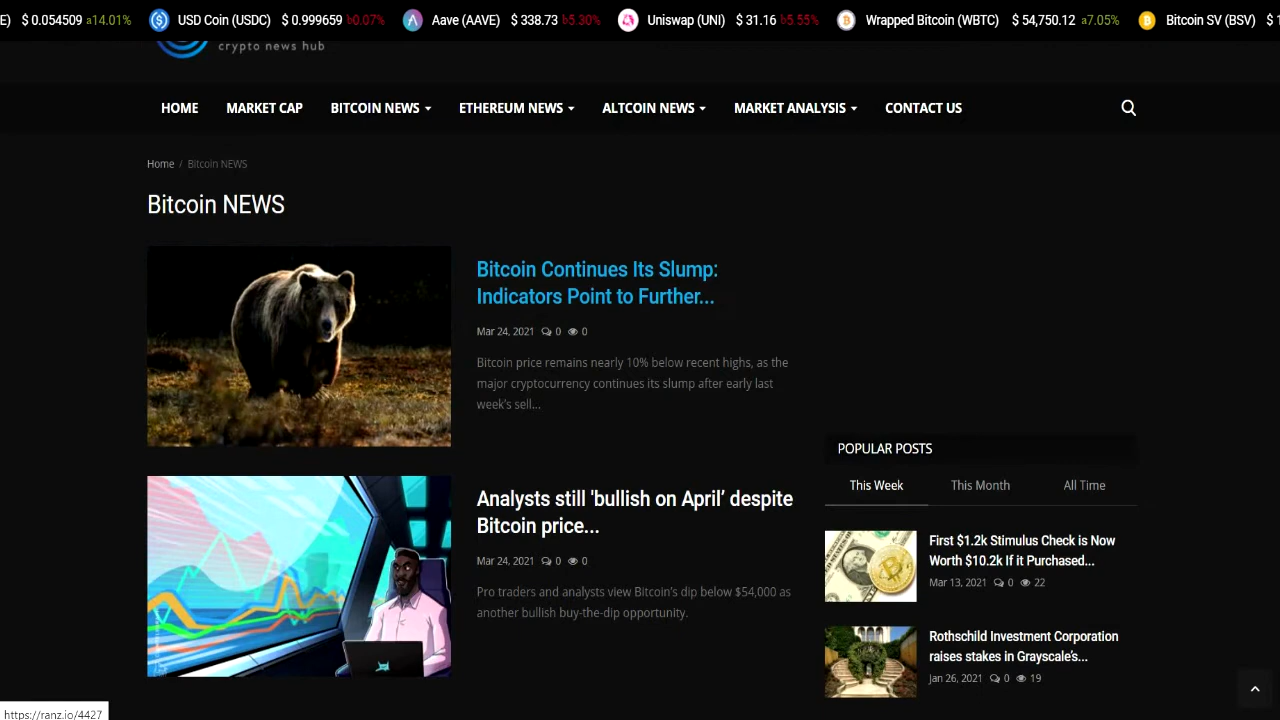 E) $ 0.054509 a14.01% USD Coin (USDC) $ 0.999659 b0.07% Aave (AAVE) $ 338.73 b5.30% Uniswap (UNI) $ 31.16 b5.55% Wrapped Bitcoin (WBTC) $ 54,750.12 a7.05% Bitcoin SV (BSV) $
crypto news hub
HOME MARKET CAP BITCOIN NEWS ETHEREUM NEWS ALTCOIN NEWS MARKET ANALYSIS CONTACT US
Home / Bitcoin NEWS
Bitcoin NEWS
Bitcoin Continues Its Slump:
Indicators Point to Further...
Mar 24, 2021 0 0
Bitcoin price remains nearly 10% below recent highs, as the
major cryptocurrency continues its slump after early last
week's sell...
Analysts still 'bullish on April’ despite
Bitcoin price...
Mar 24, 2021 0 0
Pro traders and analysts view Bitcoin’s dip below $54,000 as
another bullish buy-the-dip opportunity.
POPULAR POSTS
This Week This Month All Time
First $1.2k Stimulus Check is Now
Worth $10.2k If it Purchased...
Mar 13, 2021 0 22
Rothschild Investment Corporation
raises stakes in Grayscale’s...
Jan 26, 2021 0 19
https://ranz.io/4427